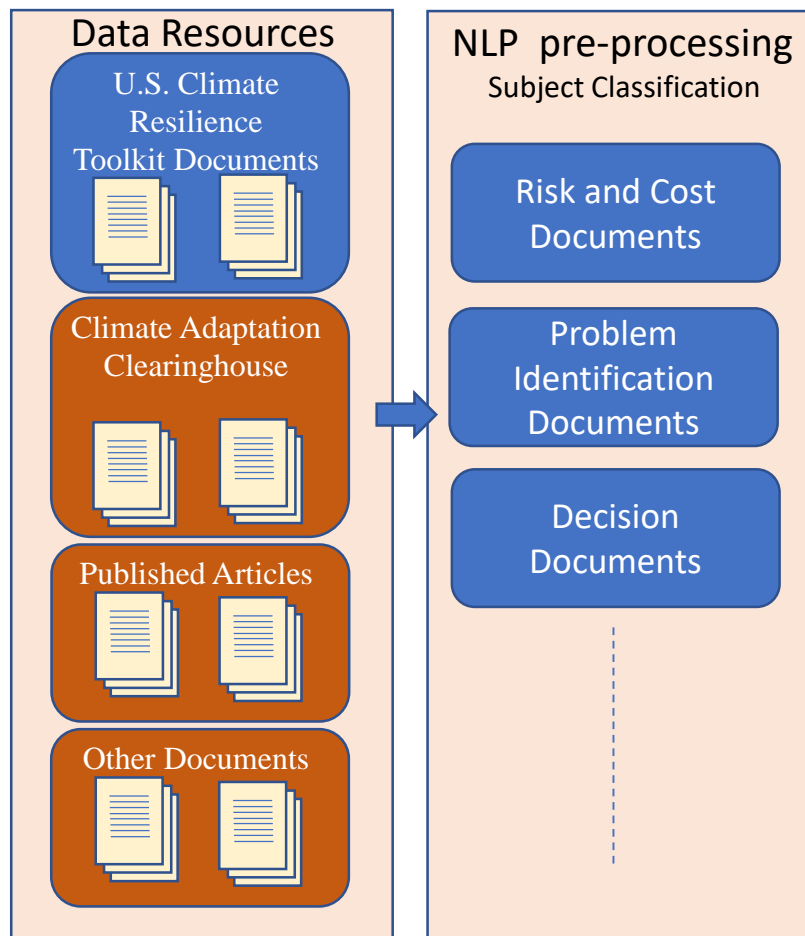 Data Resources
U.S. Climate
Resilience
Toolkit Documents
Climate Adaptation
Clearinghouse
Published Articles
Other Documents
NLP pre-processing
Subject Classification
Risk and Cost
Documents
Problem
Identification
Documents
Decision
Documents